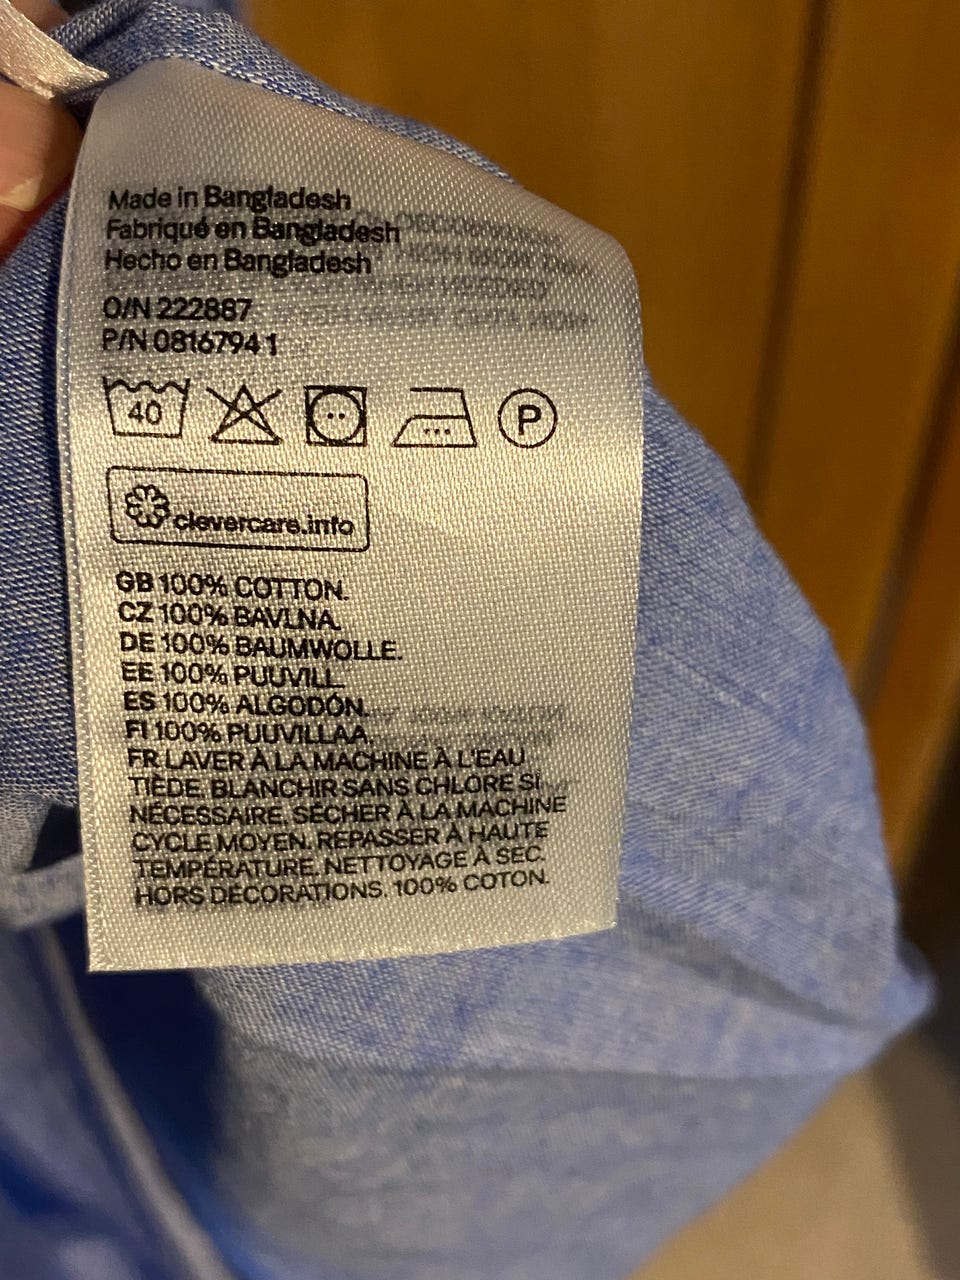 Made in Bangladesh
Fabriqué en Bangladesh
Hecho en Bangladesh
O/N 222887
P/N 0816794 1
40
P
clevercare.info
GB 100% COTTON.
CZ 100% BAVLNA.
DE 100% BAUMWOLLE.
EE 100% PUUVILL.
ES 100% ALGODÓN.
FI 100% PUUVILLAA.
FR LAVER À LA MACHINE À L'EAU
TIÈDE. BLANCHIR SANS CHLORE SI
NÉCESSAIRE. SÉCHER À LA MACHINE
CYCLE MOYEN. REPASSER À HAUTE
TEMPÉRATURE. NETTOYAGE À SEC.
HORS DÉCORATIONS. 100% COTON.